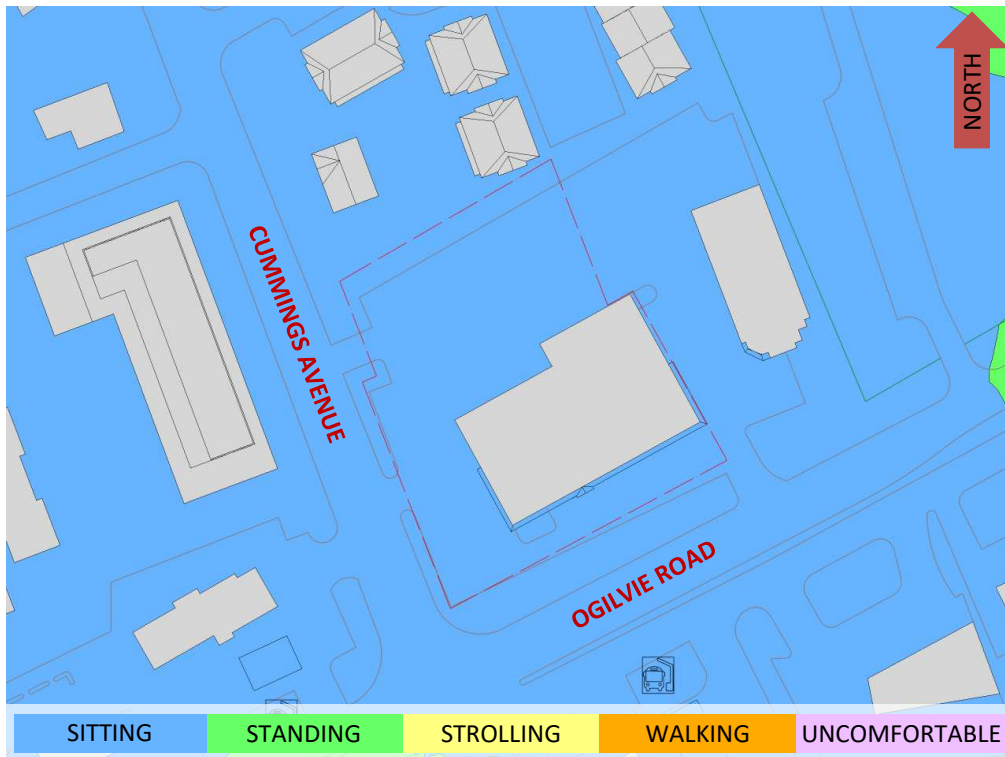 NORTH
CUMMINGS AVENUE
OGILVIE ROAD
SITTING
STANDING
STROLLING
WALKING
UNCOMFORTABLE